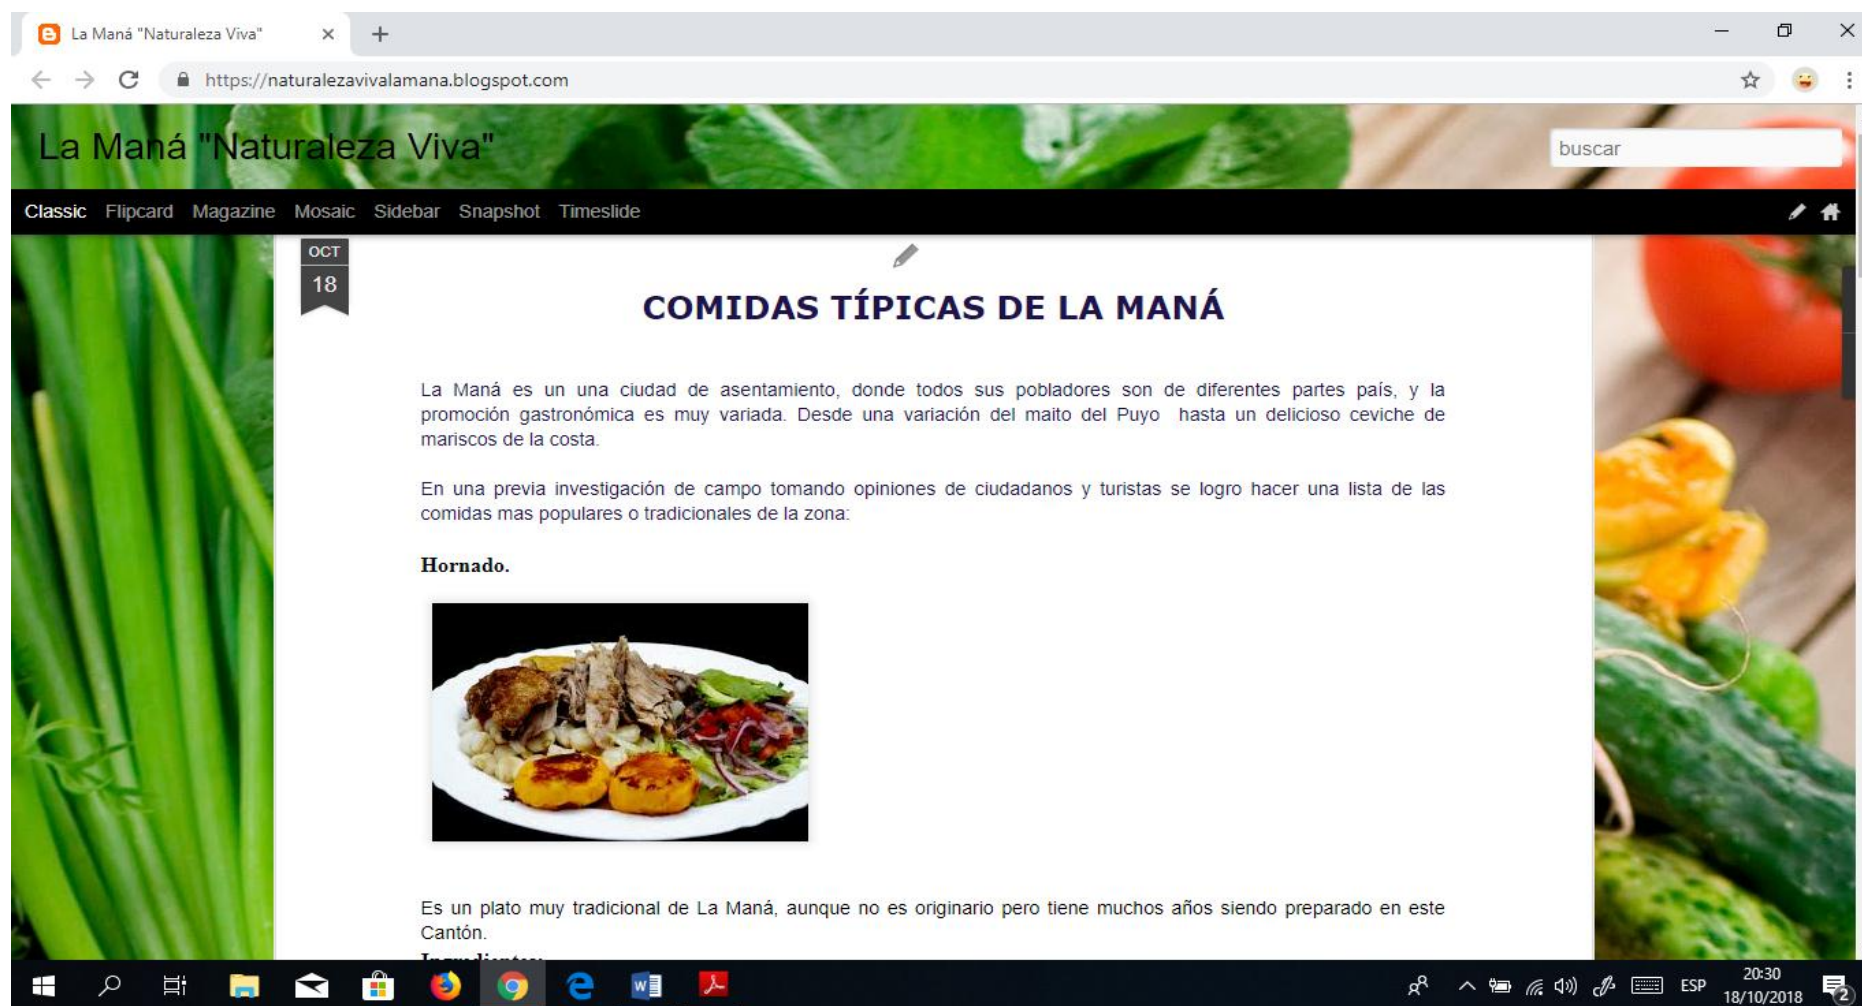 La Maná "Naturaleza Viva"
https://naturalezavivalamana.blogspot.com
La Maná "Naturaleza Viva"
buscar
Classic Flipcard Magazine Mosaic Sidebar Snapshot Timeslide
OCT
18
COMIDAS TÍPICAS DE LA MANÁ
La Maná es un una ciudad de asentamiento, donde todos sus pobladores son de diferentes partes país, y la
promoción gastronómica es muy variada. Desde una variación del maito del Puyo hasta un delicioso ceviche de
mariscos de la costa.
En una previa investigación de campo tomando opiniones de ciudadanos y turistas se logro hacer una lista de las
comidas mas populares o tradicionales de la zona:
Hornado.
Es un plato muy tradicional de La Maná, aunque no es originario pero tiene muchos años siendo preparado en este
Cantón.
Ingredientes:
ESP
20:30
18/10/2018
2